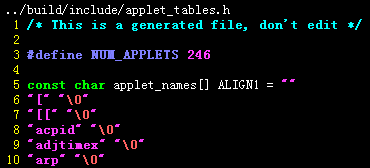 ../build/include/applet_tables.h
1 /* This is a generated file, don't edit */
2
3 #define NUM_APPLETS 246
4
5 const char applet_names[] ALIGN1 = ""
6 "[" "\0"
7 "[[" "\0"
8 "acpid" "\0"
9 "adjtimex" "\0"
10 "arp" "\0"